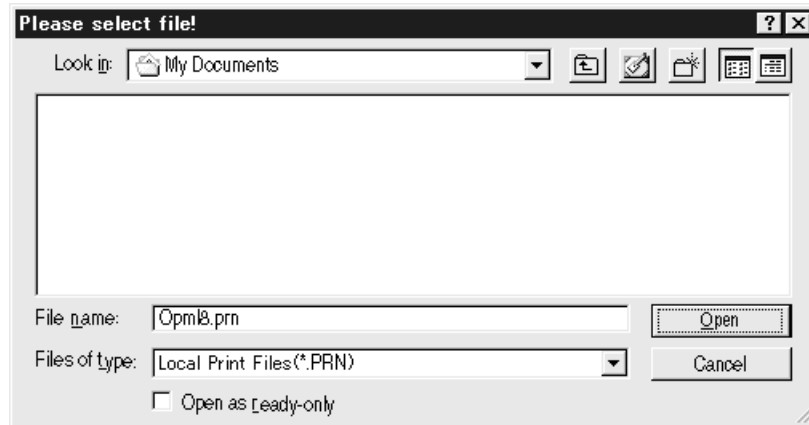 Please select file!
Look in: My Documents
File name: Opml8.prn Open
Files of type: Local Print Files(*.PRN) Cancel
Open as ready-only